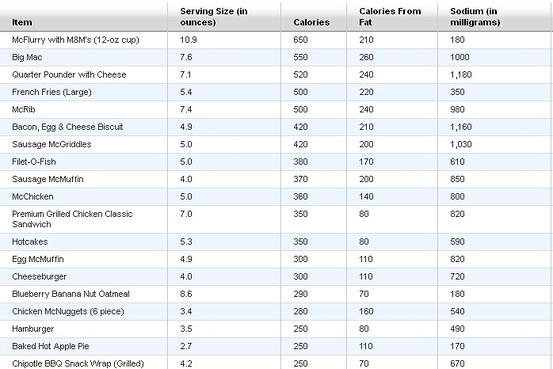 Item Serving Size (in ounces) Calories Calories From Fat Sodium (in milligrams)
McFlurry with M&M's (12-oz cup) 10.9 650 210 180
Big Mac 7.6 550 260 1000
Quarter Pounder with Cheese 7.1 520 240 1,180
French Fries (Large) 5.4 500 220 350
McRib 7.4 500 240 980
Bacon, Egg & Cheese Biscuit 4.9 420 210 1,160
Sausage McGriddles 5.0 420 200 1,030
Filet-O-Fish 5.0 380 170 610
Sausage McMuffin 4.0 370 200 850
McChicken 5.0 360 140 800
Premium Grilled Chicken Classic Sandwich 7.0 350 80 820
Hotcakes 5.3 350 80 590
Egg McMuffin 4.9 300 110 820
Cheeseburger 4.0 300 110 720
Blueberry Banana Nut Oatmeal 8.6 290 70 180
Chicken McNuggets (6 piece) 3.4 280 160 540
Hamburger 3.5 250 80 490
Baked Hot Apple Pie 2.7 250 110 170
Chipotle BBQ Snack Wrap (Grilled) 4.2 250 70 670